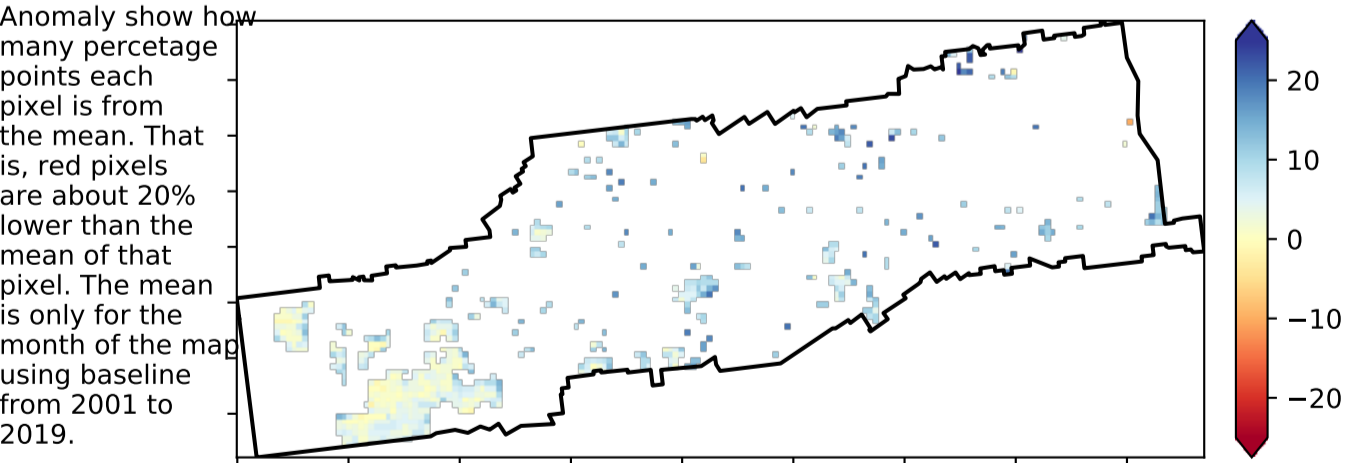 Anomaly show how
many percetage
points each
pixel is from
the mean. That
is, red pixels
are about 20%
lower than the
mean of that
pixel. The mean
is only for the
month of the map
using baseline
from 2001 to
2019.
20
10
0
−10
−20